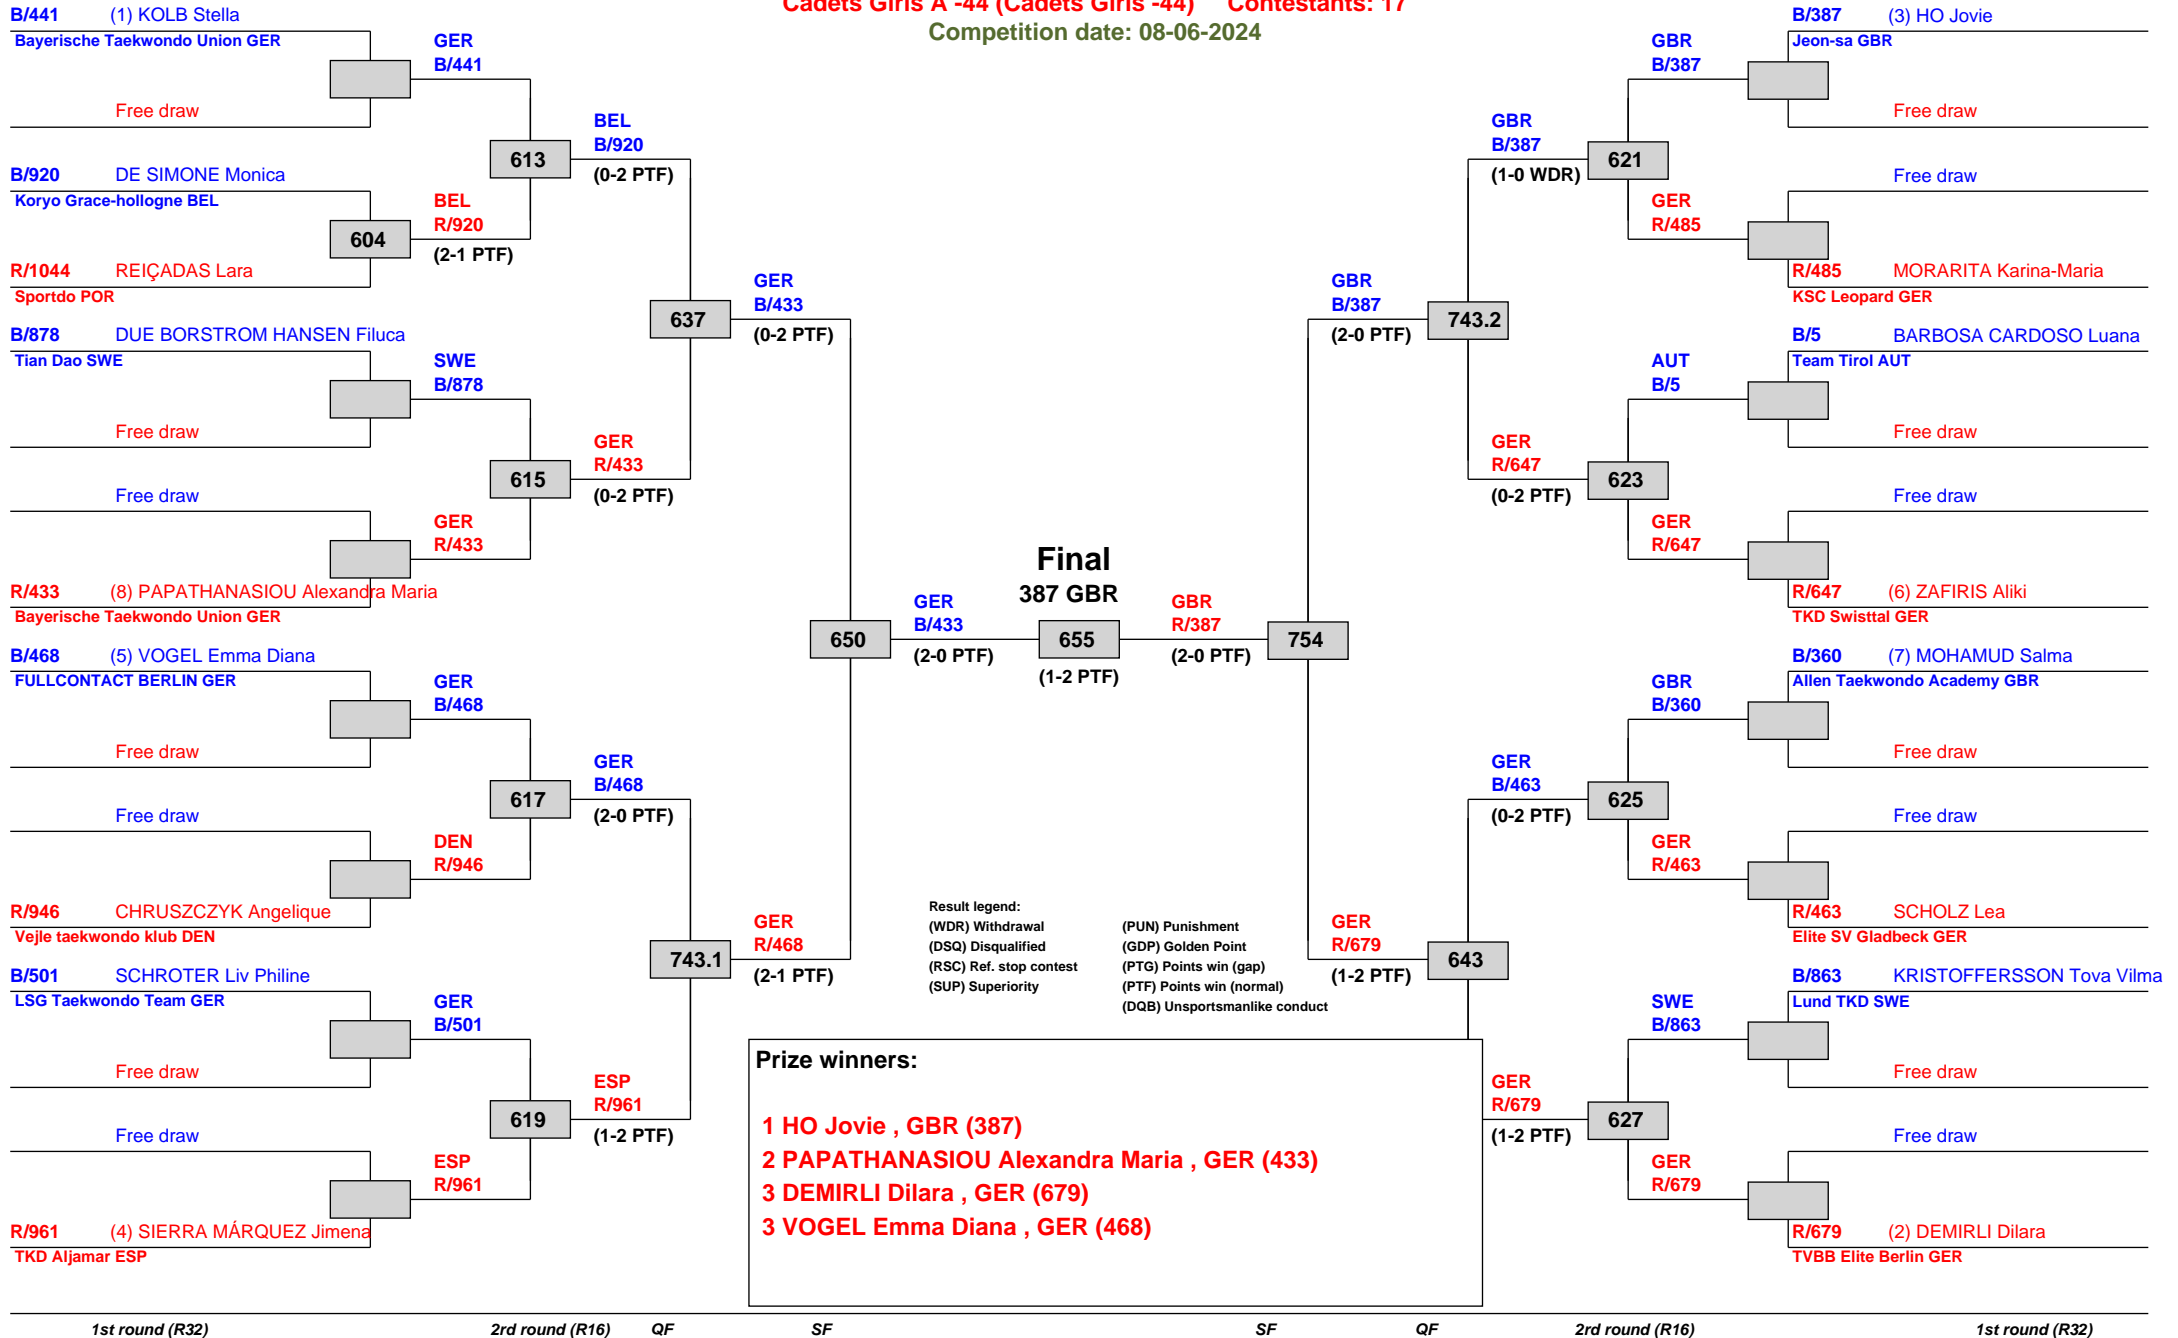 Cadets Girls A -44 (Cadets Girls -44) Contestants: 17
Competition date: 08-06-2024
B/441 (1) KOLB Stella
Bayerische Taekwondo Union GER
Free draw
B/920 DE SIMONE Monica
Koryo Grace-hollogne BEL
R/1044 REIÇADAS Lara
Sportdo POR
B/878 DUE BORSTROM HANSEN Filuca
Tian Dao SWE
Free draw
Free draw
R/433 (8) PAPATHANASIOU Alexandra Maria
Bayerische Taekwondo Union GER
B/468 (5) VOGEL Emma Diana
FULLCONTACT BERLIN GER
Free draw
Free draw
R/946 CHRUSZCZYK Angelique
Vejle taekwondo klub DEN
B/501 SCHROTER Liv Philine
LSG Taekwondo Team GER
Free draw
Free draw
R/961 (4) SIERRA MÁRQUEZ Jimena
TKD Aljamar ESP
GER
B/441
604
BEL
R/920
(2-1 PTF)
SWE
B/878
GER
R/433
GER
B/468
DEN
R/946
GER
B/501
ESP
R/961
613
BEL
B/920
(0-2 PTF)
615
GER
R/433
(0-2 PTF)
617
GER
B/468
(2-0 PTF)
619
ESP
R/961
(1-2 PTF)
637
GER
B/433
(0-2 PTF)
743.1
GER
R/468
(2-1 PTF)
650
GER
B/433
(2-0 PTF)
Final
387 GBR
655
(1-2 PTF)
GBR
R/387
(2-0 PTF)
754
GBR
B/387
(2-0 PTF)
743.2
GER
R/679
(1-2 PTF)
643
GBR
B/387
(1-0 WDR)
621
GER
R/647
(0-2 PTF)
623
GER
B/463
(0-2 PTF)
625
GER
R/679
(1-2 PTF)
627
GBR
B/387
GER
R/485
AUT
B/5
GER
R/647
GBR
B/360
GER
R/463
SWE
B/863
GER
R/679
B/387 (3) HO Jovie
Jeon-sa GBR
Free draw
Free draw
R/485 MORARITA Karina-Maria
KSC Leopard GER
B/5 BARBOSA CARDOSO Luana
Team Tirol AUT
Free draw
Free draw
R/647 (6) ZAFIRIS Aliki
TKD Swisttal GER
B/360 (7) MOHAMUD Salma
Allen Taekwondo Academy GBR
Free draw
Free draw
R/463 SCHOLZ Lea
Elite SV Gladbeck GER
B/863 KRISTOFFERSSON Tova Vilma
Lund TKD SWE
Free draw
Free draw
R/679 (2) DEMIRLI Dilara
TVBB Elite Berlin GER
Result legend:
(WDR) Withdrawal (PUN) Punishment
(DSQ) Disqualified (GDP) Golden Point
(RSC) Ref. stop contest (PTG) Points win (gap)
(SUP) Superiority (PTF) Points win (normal)
(DQB) Unsportsmanlike conduct
Prize winners:
1 HO Jovie , GBR (387)
2 PAPATHANASIOU Alexandra Maria , GER (433)
3 DEMIRLI Dilara , GER (679)
3 VOGEL Emma Diana , GER (468)
1st round (R32) 2rd round (R16) QF SF SF QF 2rd round (R16) 1st round (R32)